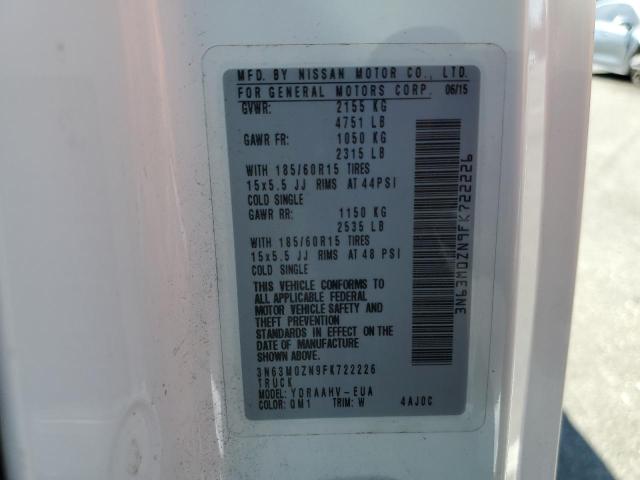 MFD. BY NISSAN MOTOR CO., LTD.
FOR GENERAL MOTORS CORP. 06/15
GVWR: 2155 KG
4751 LB
GAWR FR: 1050 KG
2315 LB
WITH 185/60R15 TIRES
15x5.5 JJ RIMS AT 44PSI
COLD SINGLE
GAWR RR: 1150 KG
2535 LB
WITH 185/60R15 TIRES
15x5.5 JJ RIMS AT 48 PSI
COLD SINGLE
THIS VEHICLE CONFORMS TO
ALL APPLICABLE FEDERAL
MOTOR VEHICLE SAFETY AND
THEFT PREVENTION
STANDARDS IN EFFECT ON THE
DATE OF MANUFACTURE
SHOWN ABOVE.
3N63M0ZN9FK722226
TRUCK
MODEL: YDRAAHV-EUA
COLOR: QM1 TRIM: W 4AJ0C
3N63M0ZN9FK722226